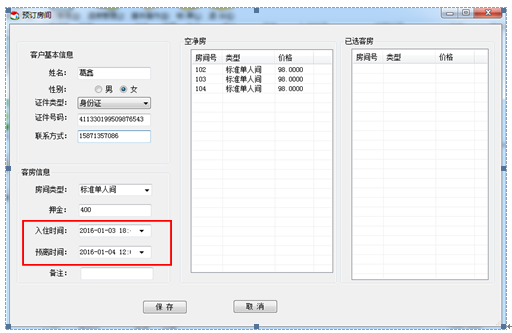 预订房间
客户基本信息
姓名: 葛鑫
性别: 男 女
证件类型: 身份证
证件号码: 411330199509876543
联系方式: 15871357086
客房信息
房间类型: 标准单人间
押金: 400
入住时间: 2016-01-03 18:
预离时间: 2016-01-04 12:
备注:
空净房
房间号 类型 价格
102 标准单人间 98.0000
103 标准单人间 98.0000
104 标准单人间 98.0000
已选客房
房间号 类型 价格
保存 取消